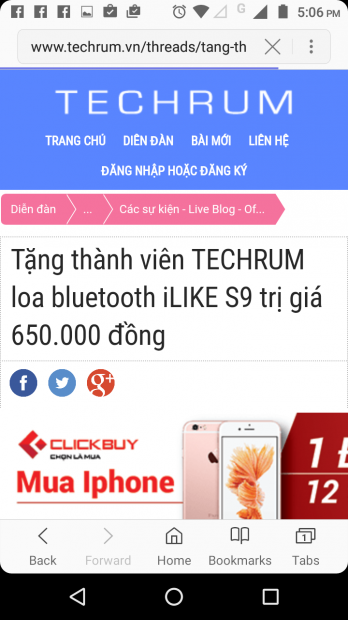 G
5:06 PM
www.techrum.vn/threads/tang-th
TECHRUM
TRANG CHỦ DIỄN ĐÀN BÀI MỚI LIÊN HỆ
ĐĂNG NHẬP HOẶC ĐĂNG KÝ
Diễn đàn ... Các sự kiện - Live Blog - Of...
Tặng thành viên TECHRUM
loa bluetooth iLIKE S9 trị giá
650.000 đồng
CLICKBUY
CHỌN LÀ MUA
Mua Iphone
1 Đ
12
Back Forward Home Bookmarks Tabs